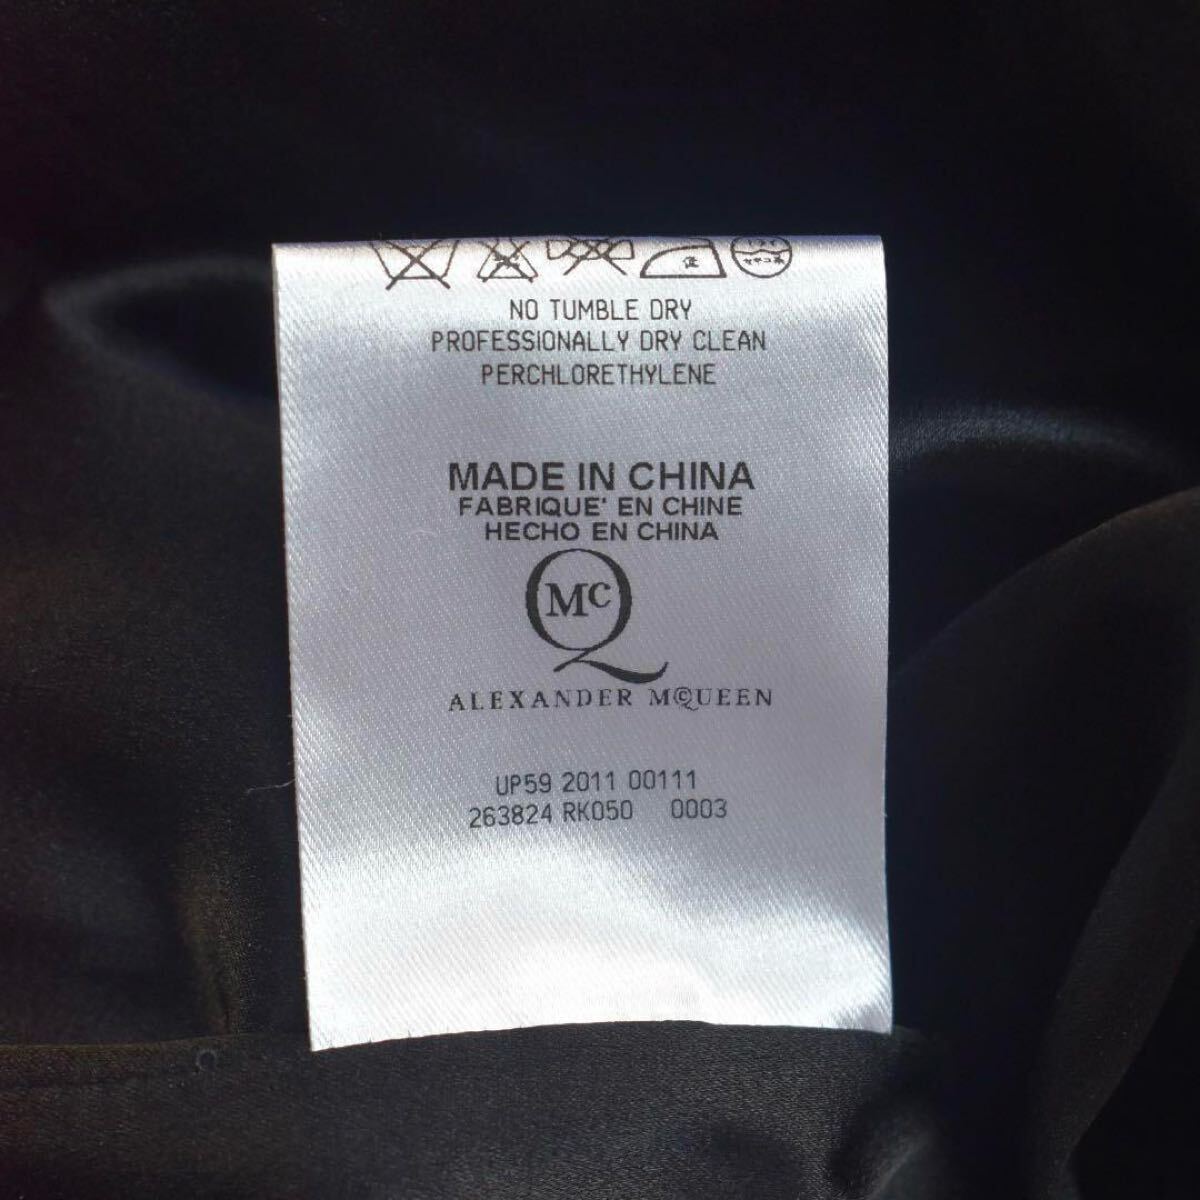 NO TUMBLE DRY
PROFESSIONALLY DRY CLEAN
PERCHLORETHYLENE
MADE IN CHINA
FABRIQUE' EN CHINE
HECHO EN CHINA
McQ
ALEXANDER MCQUEEN
UP59 2011 00111
263824 RK050 0003